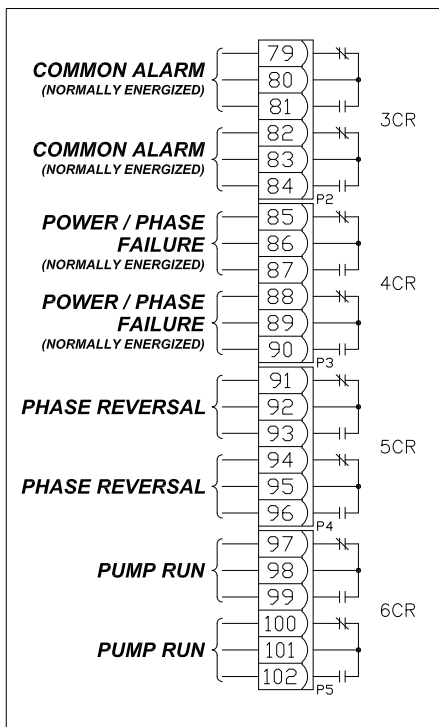 79
COMMON ALARM
80
(NORMALLY ENERGIZED)
81
3CR
82
COMMON ALARM
83
(NORMALLY ENERGIZED)
84
P2
85
POWER / PHASE
FAILURE
86
(NORMALLY ENERGIZED)
87
4CR
88
POWER / PHASE
FAILURE
89
(NORMALLY ENERGIZED)
90
P3
91
PHASE REVERSAL
92
93
5CR
94
PHASE REVERSAL
95
96
P4
97
PUMP RUN
98
99
6CR
100
PUMP RUN
101
102
P5